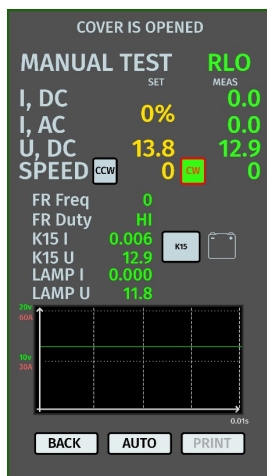 COVER IS OPENED
MANUAL TEST RLO
SET MEAS
I, DC 0.0
0%
I, AC 0.0
U, DC 13.8 12.9
SPEED CCW 0 CW 0
FR Freq 0
FR Duty HI
K15 I 0.006
K15
K15 U 12.9
LAMP I 0.000
LAMP U 11.8
20v
60A
10v
30A
0.01s
BACK AUTO PRINT